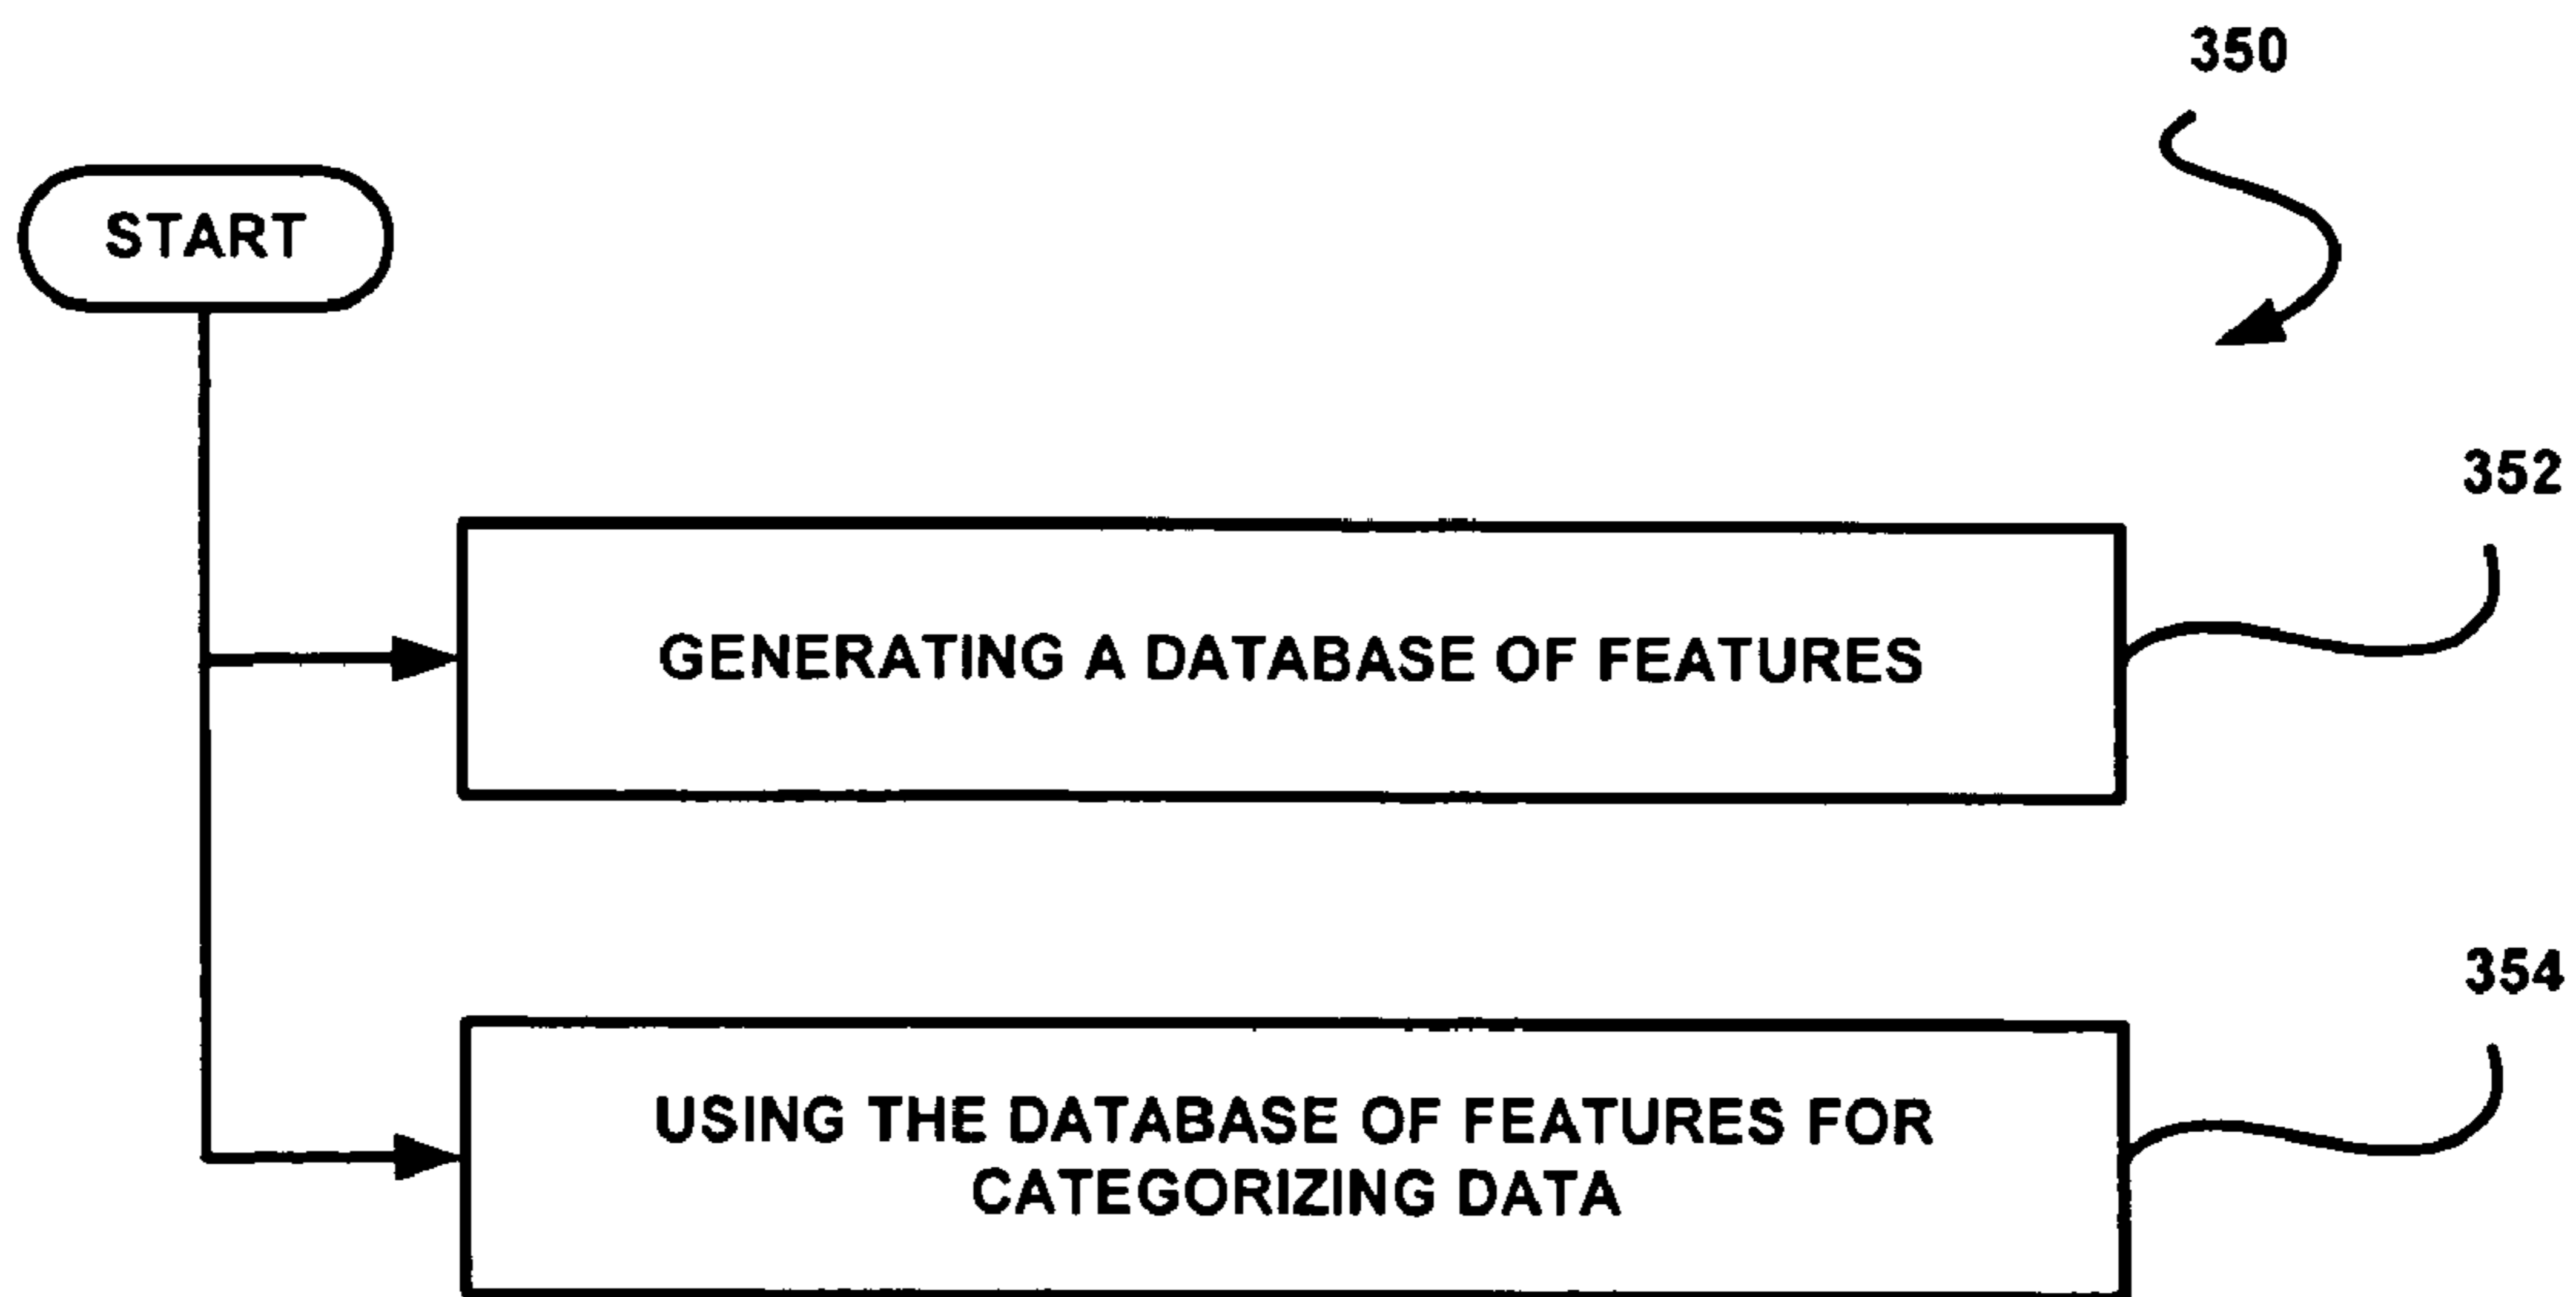 350
START
352
GENERATING A DATABASE OF FEATURES
354
USING THE DATABASE OF FEATURES FOR
CATEGORIZING DATA